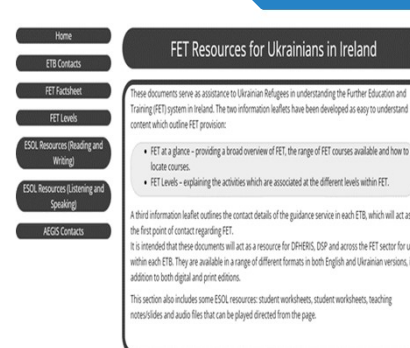 Home
ETB Contacts
FET Factsheet
FET Levels
ESOL Resources (Reading and
Writing)
ESOL Resources (Listening and
Speaking)
AEGIS Contacts
FET Resources for Ukrainians in Ireland
These documents serve as assistance to Ukrainian Refugees in understanding the Further Education and
Training (FET) system in Ireland. The two information leaflets have been developed as easy to understand
content which outline FET provision:
• FET at a glance – providing a broad overview of FET, the range of FET courses available and how to
locate courses.
• FET Levels – explaining the activities which are associated at the different levels within FET.
A third information leaflet outlines the contact details of the guidance service in each ETB, which will act as
the first point of contact regarding FET.
It is intended that these documents will act as a resource for DFHERIS, DSP and across the FET sector for
within each ETB. They are available in a range of different formats in both English and Ukrainian versions,
addition to both digital and print editions.
This section also includes some ESOL resources: student worksheets, student worksheets, teaching
notes/slides and audio files that can be played directly from the page.